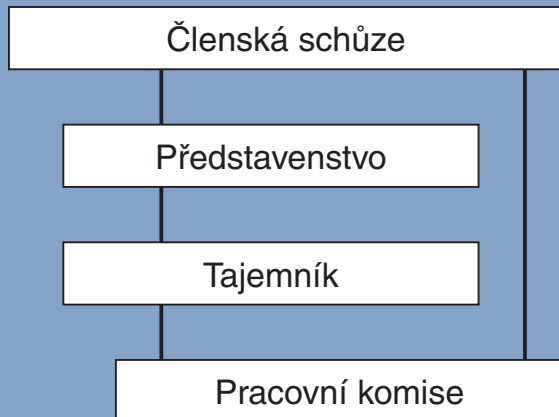 Členská schůze
Představenstvo
Tajemník
Pracovní komise